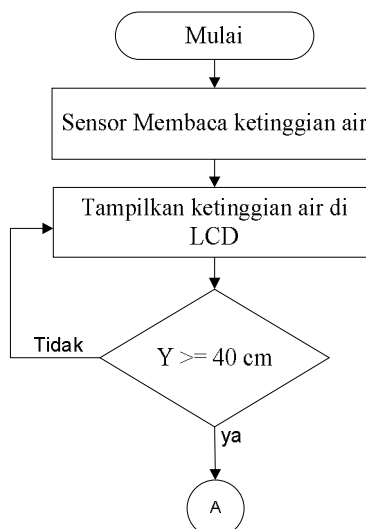 Mulai
Sensor Membaca ketinggian air
Tampilkan ketinggian air di
LCD
Tidak
Y >= 40 cm
ya
A